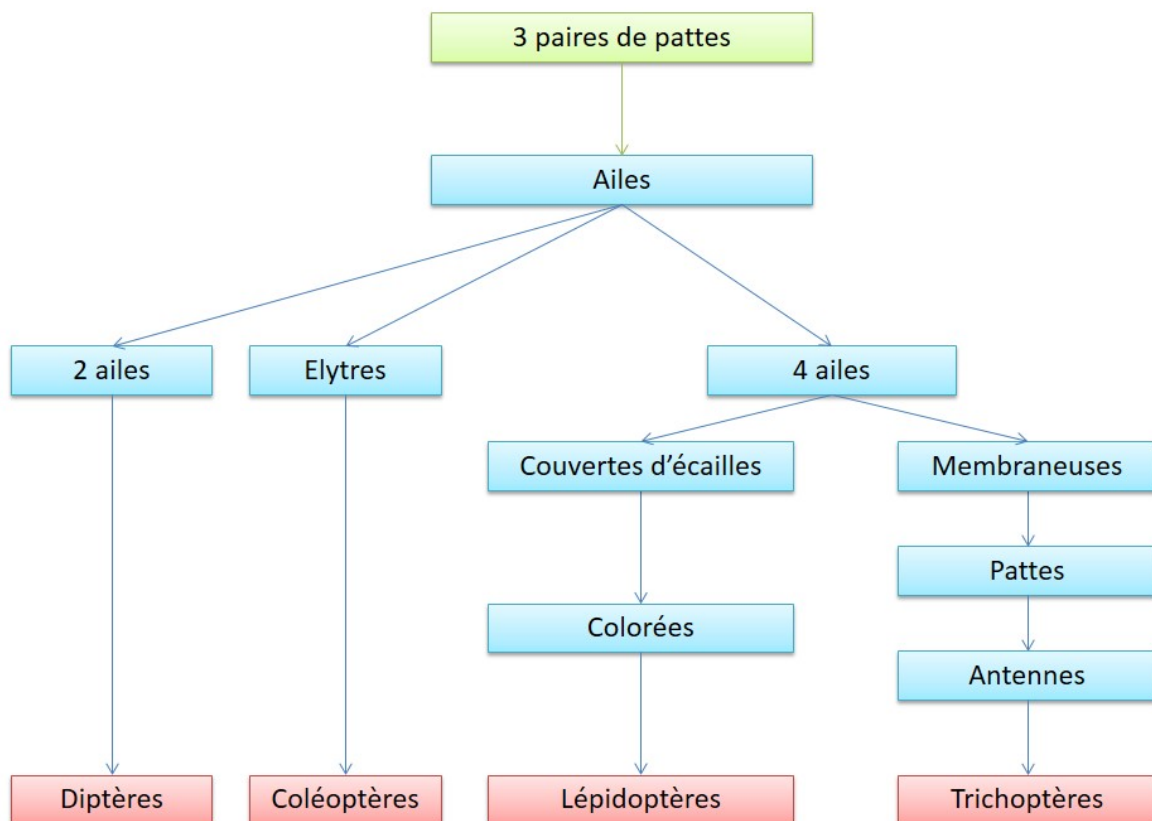 3 paires de pattes
Ailes
2 ailes
Elytres
4 ailes
Couvertes d’écailles
Membraneuses
Pattes
Colorées
Antennes
Diptères
Coléoptères
Lépidoptères
Trichoptères